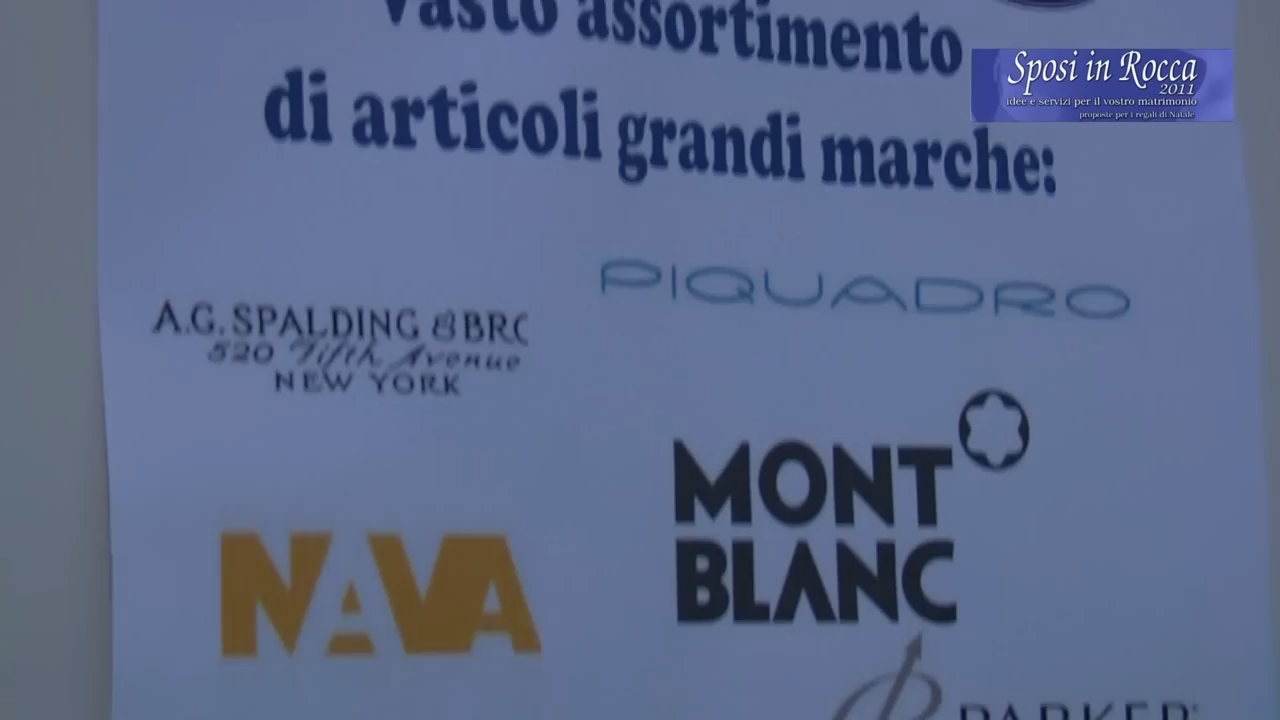 vasto assortimento
di articoli grandi marche:
Sposi in Rocca
2011
idee e servizi per il vostro matrimonio
proposte per i regali di Natale
PIQUADRO
A.G. SPALDING & BRO
520 Fifth Avenue
NEW YORK
MONT
BLANC
NAVA
PARKER